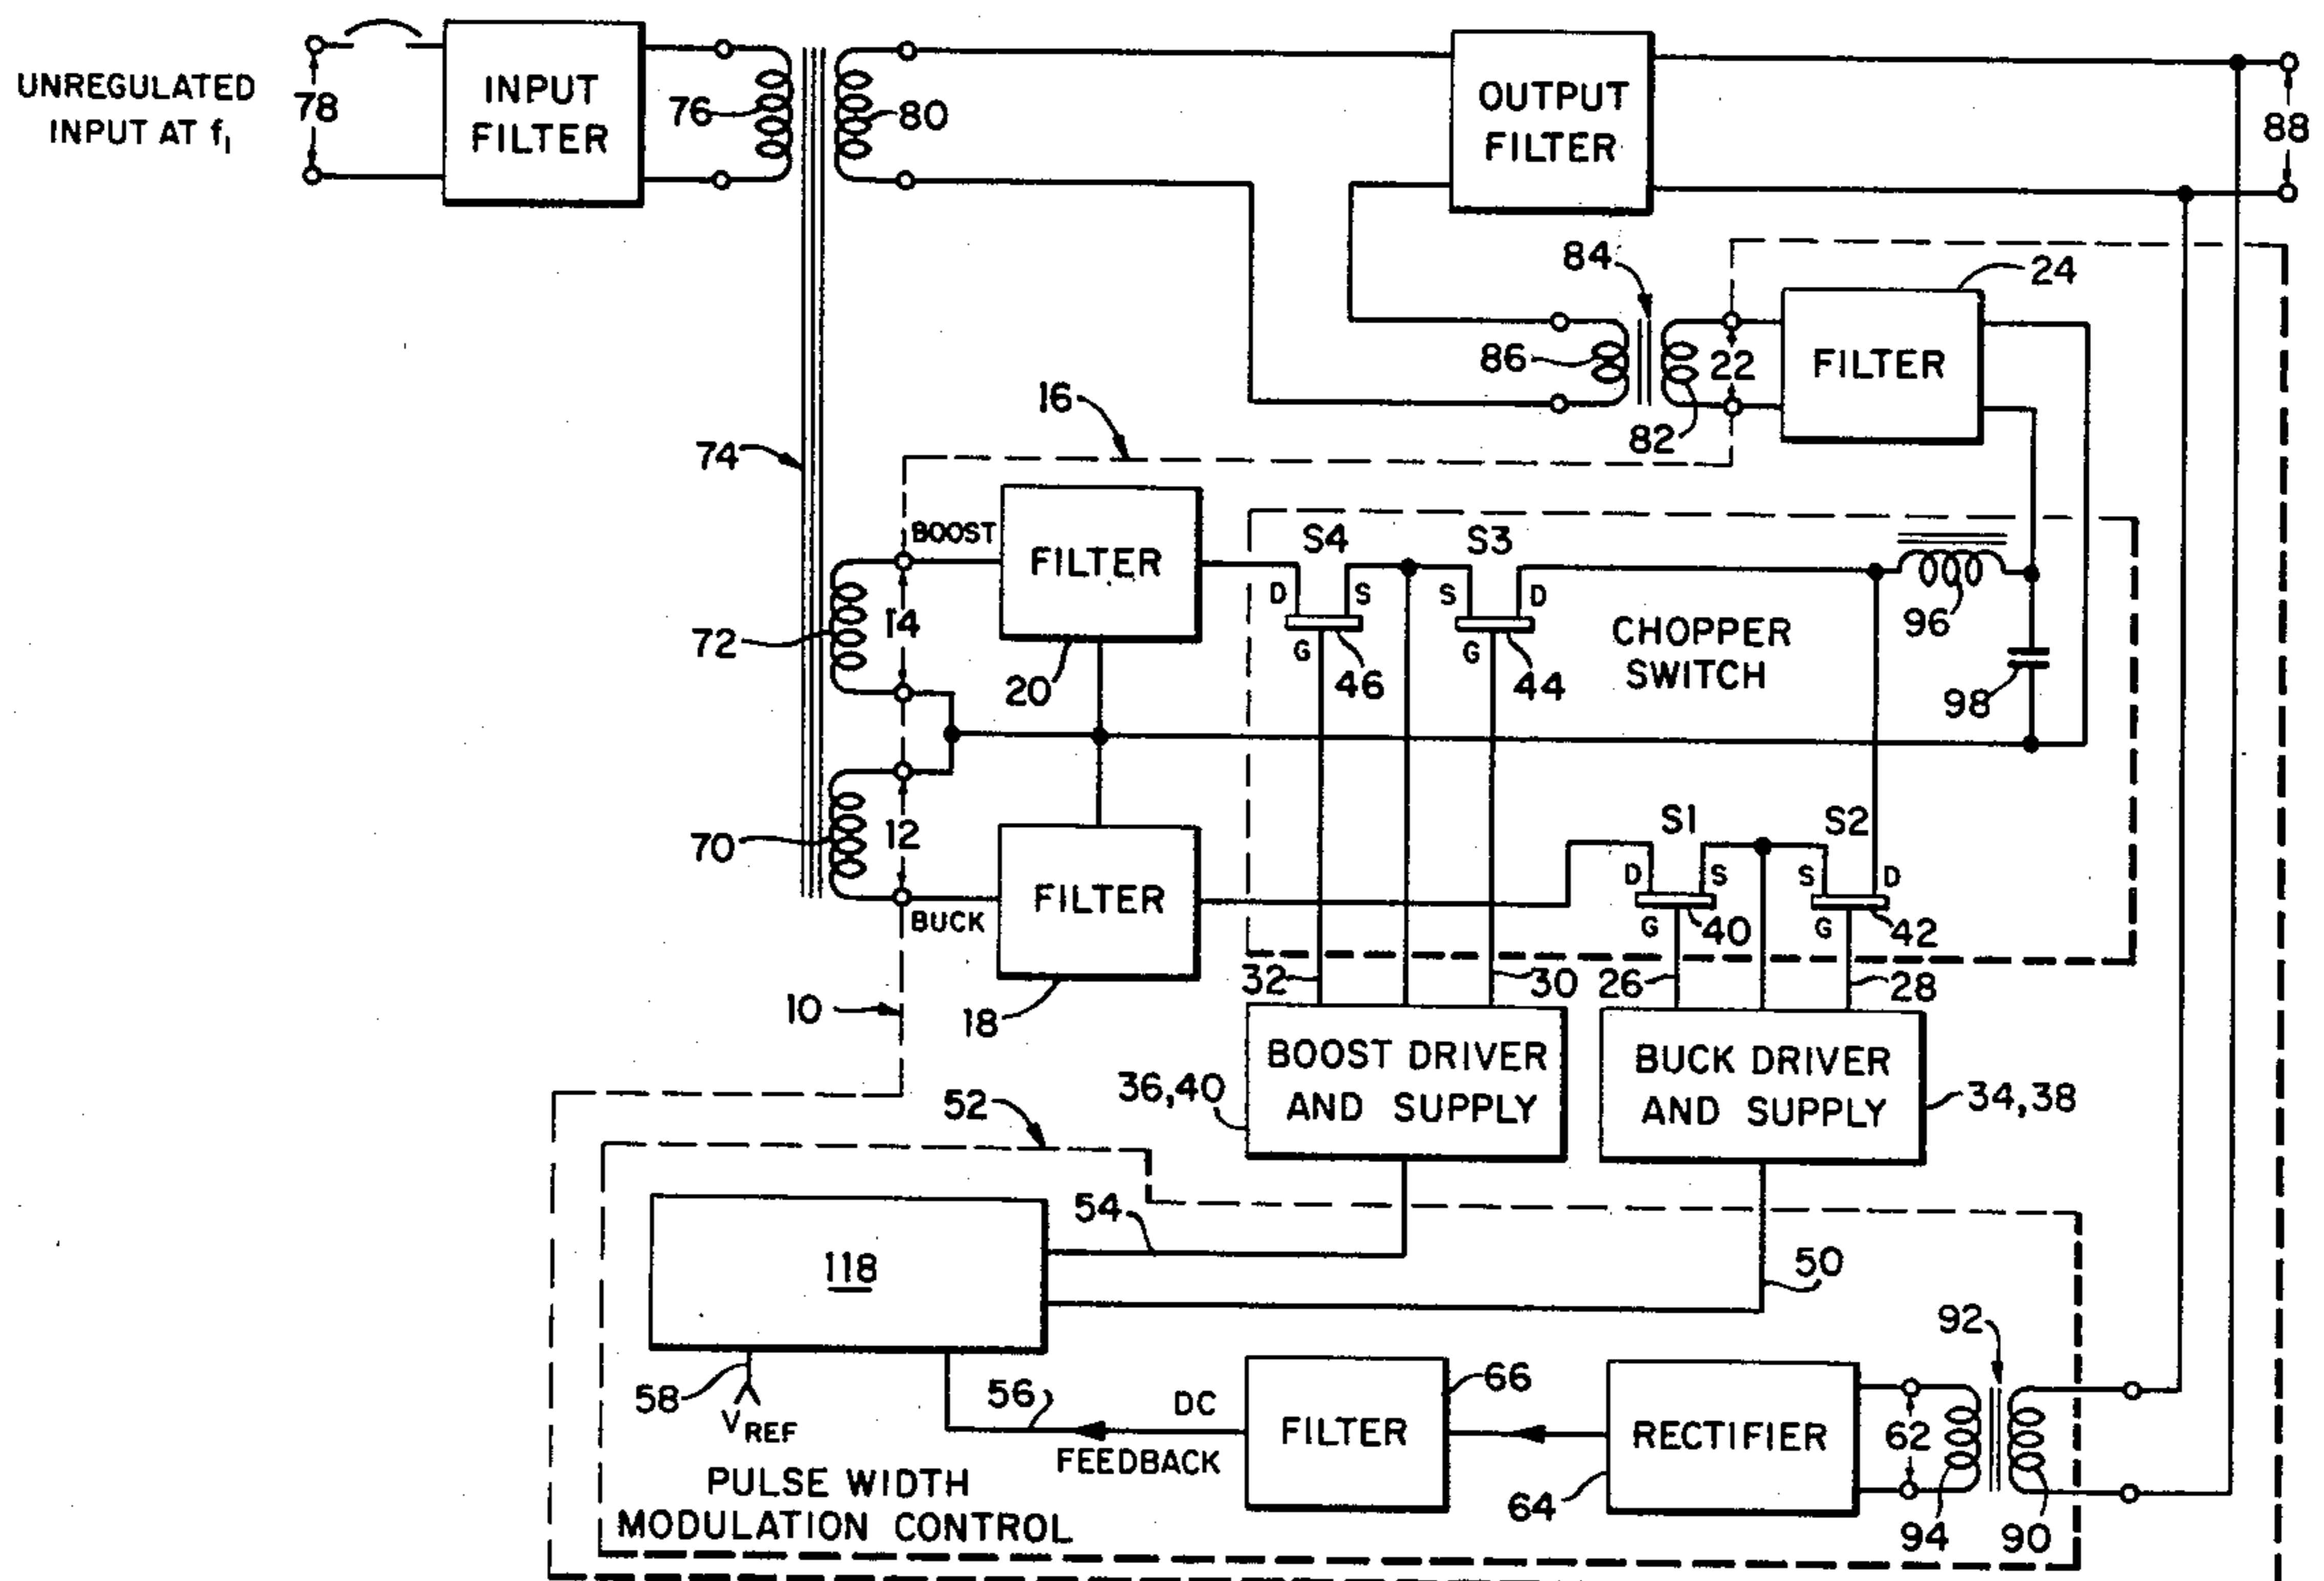 UNREGULATED
INPUT AT f1
78
INPUT
FILTER
76
80
OUTPUT
FILTER
88
84
24
86
22
FILTER
82
16
74
BOOST
FILTER
S4
S3
D
S
S
D
G
G
CHOPPER
SWITCH
96
14
72
20
46
44
98
12
70
BUCK
FILTER
S1
S2
D
S
S
D
G
40
G
42
10
18
32
30
26
28
BOOST DRIVER
AND SUPPLY
36,40
BUCK DRIVER
AND SUPPLY
34,38
52
118
54
50
92
58
VREF
56
DC
FEEDBACK
66
FILTER
RECTIFIER
62
64
94
90
PULSE WIDTH
MODULATION CONTROL